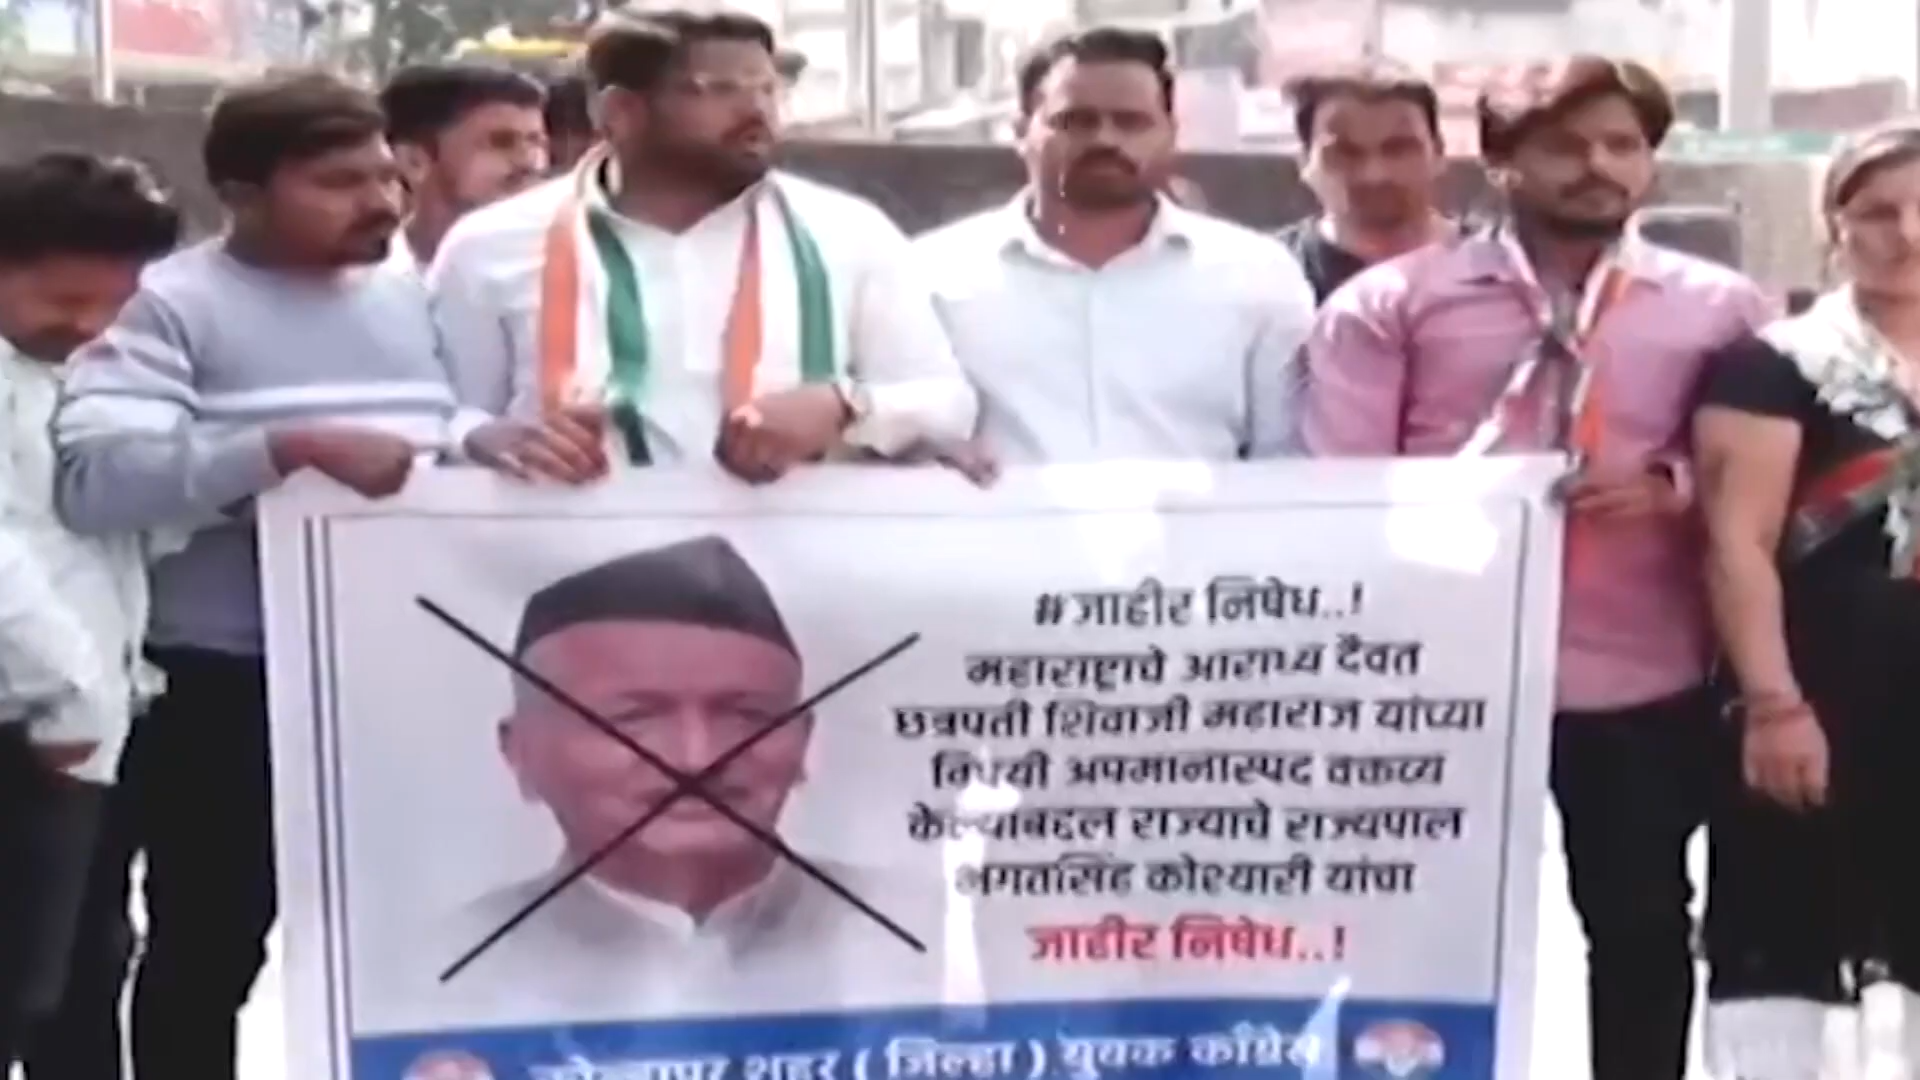 #जाहीर निषेध..!
महाराष्ट्राचे आराध्य दैवत
छत्रपती शिवाजी महाराज यांच्या
विषयी अपमानास्पद वक्तव्य
केल्याबद्दल राज्याचे राज्यपाल
भगतसिंह कोश्यारी यांचा
जाहीर निषेध..!
कोल्हापूर शहर ( जिल्हा ) युवक काँग्रेस